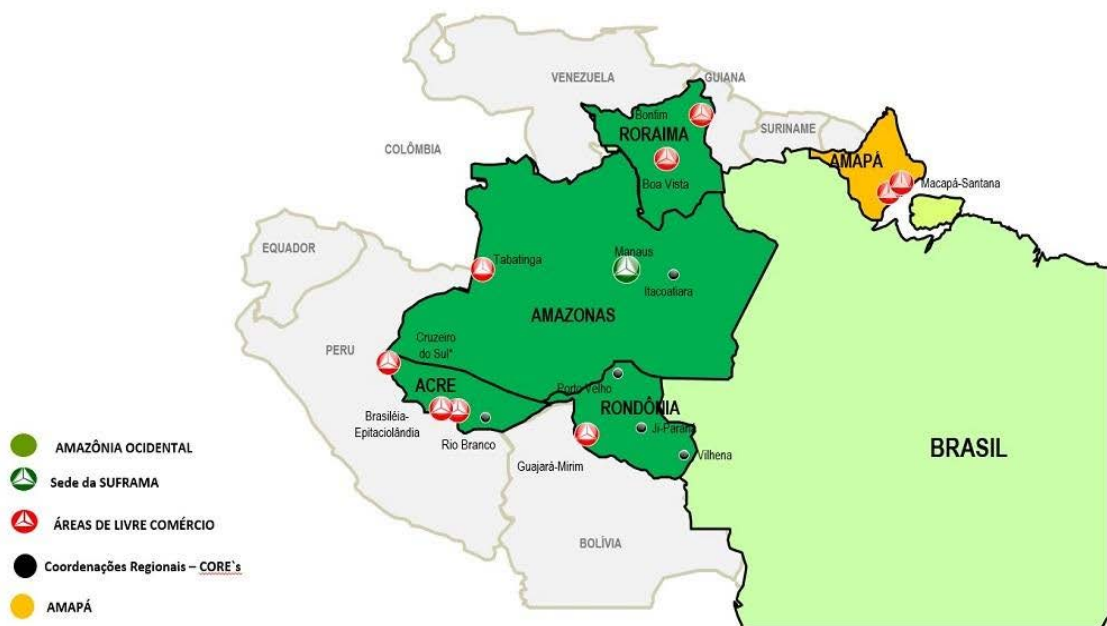 VENEZUELA
GUIANA
SURINAME
COLÔMBIA
Bonfim
RORAIMA
Boa Vista
AMAPÁ
Macapá-Santana
EQUADOR
Tabatinga
Manaus
Itacoatiara
AMAZONAS
PERU
Cruzeiro
do Sul*
ACRE
Porto Velho
RONDÔNIA
Brasiléia-
Epitaciolândia
Rio Branco
Ji-Paraná
Vilhena
Guajará-Mirim
BRASIL
BOLÍVIA
AMAZÔNIA OCIDENTAL
Sede da SUFRAMA
ÁREAS DE LIVRE COMÉRCIO
Coordenações Regionais – CORE`s
AMAPÁ